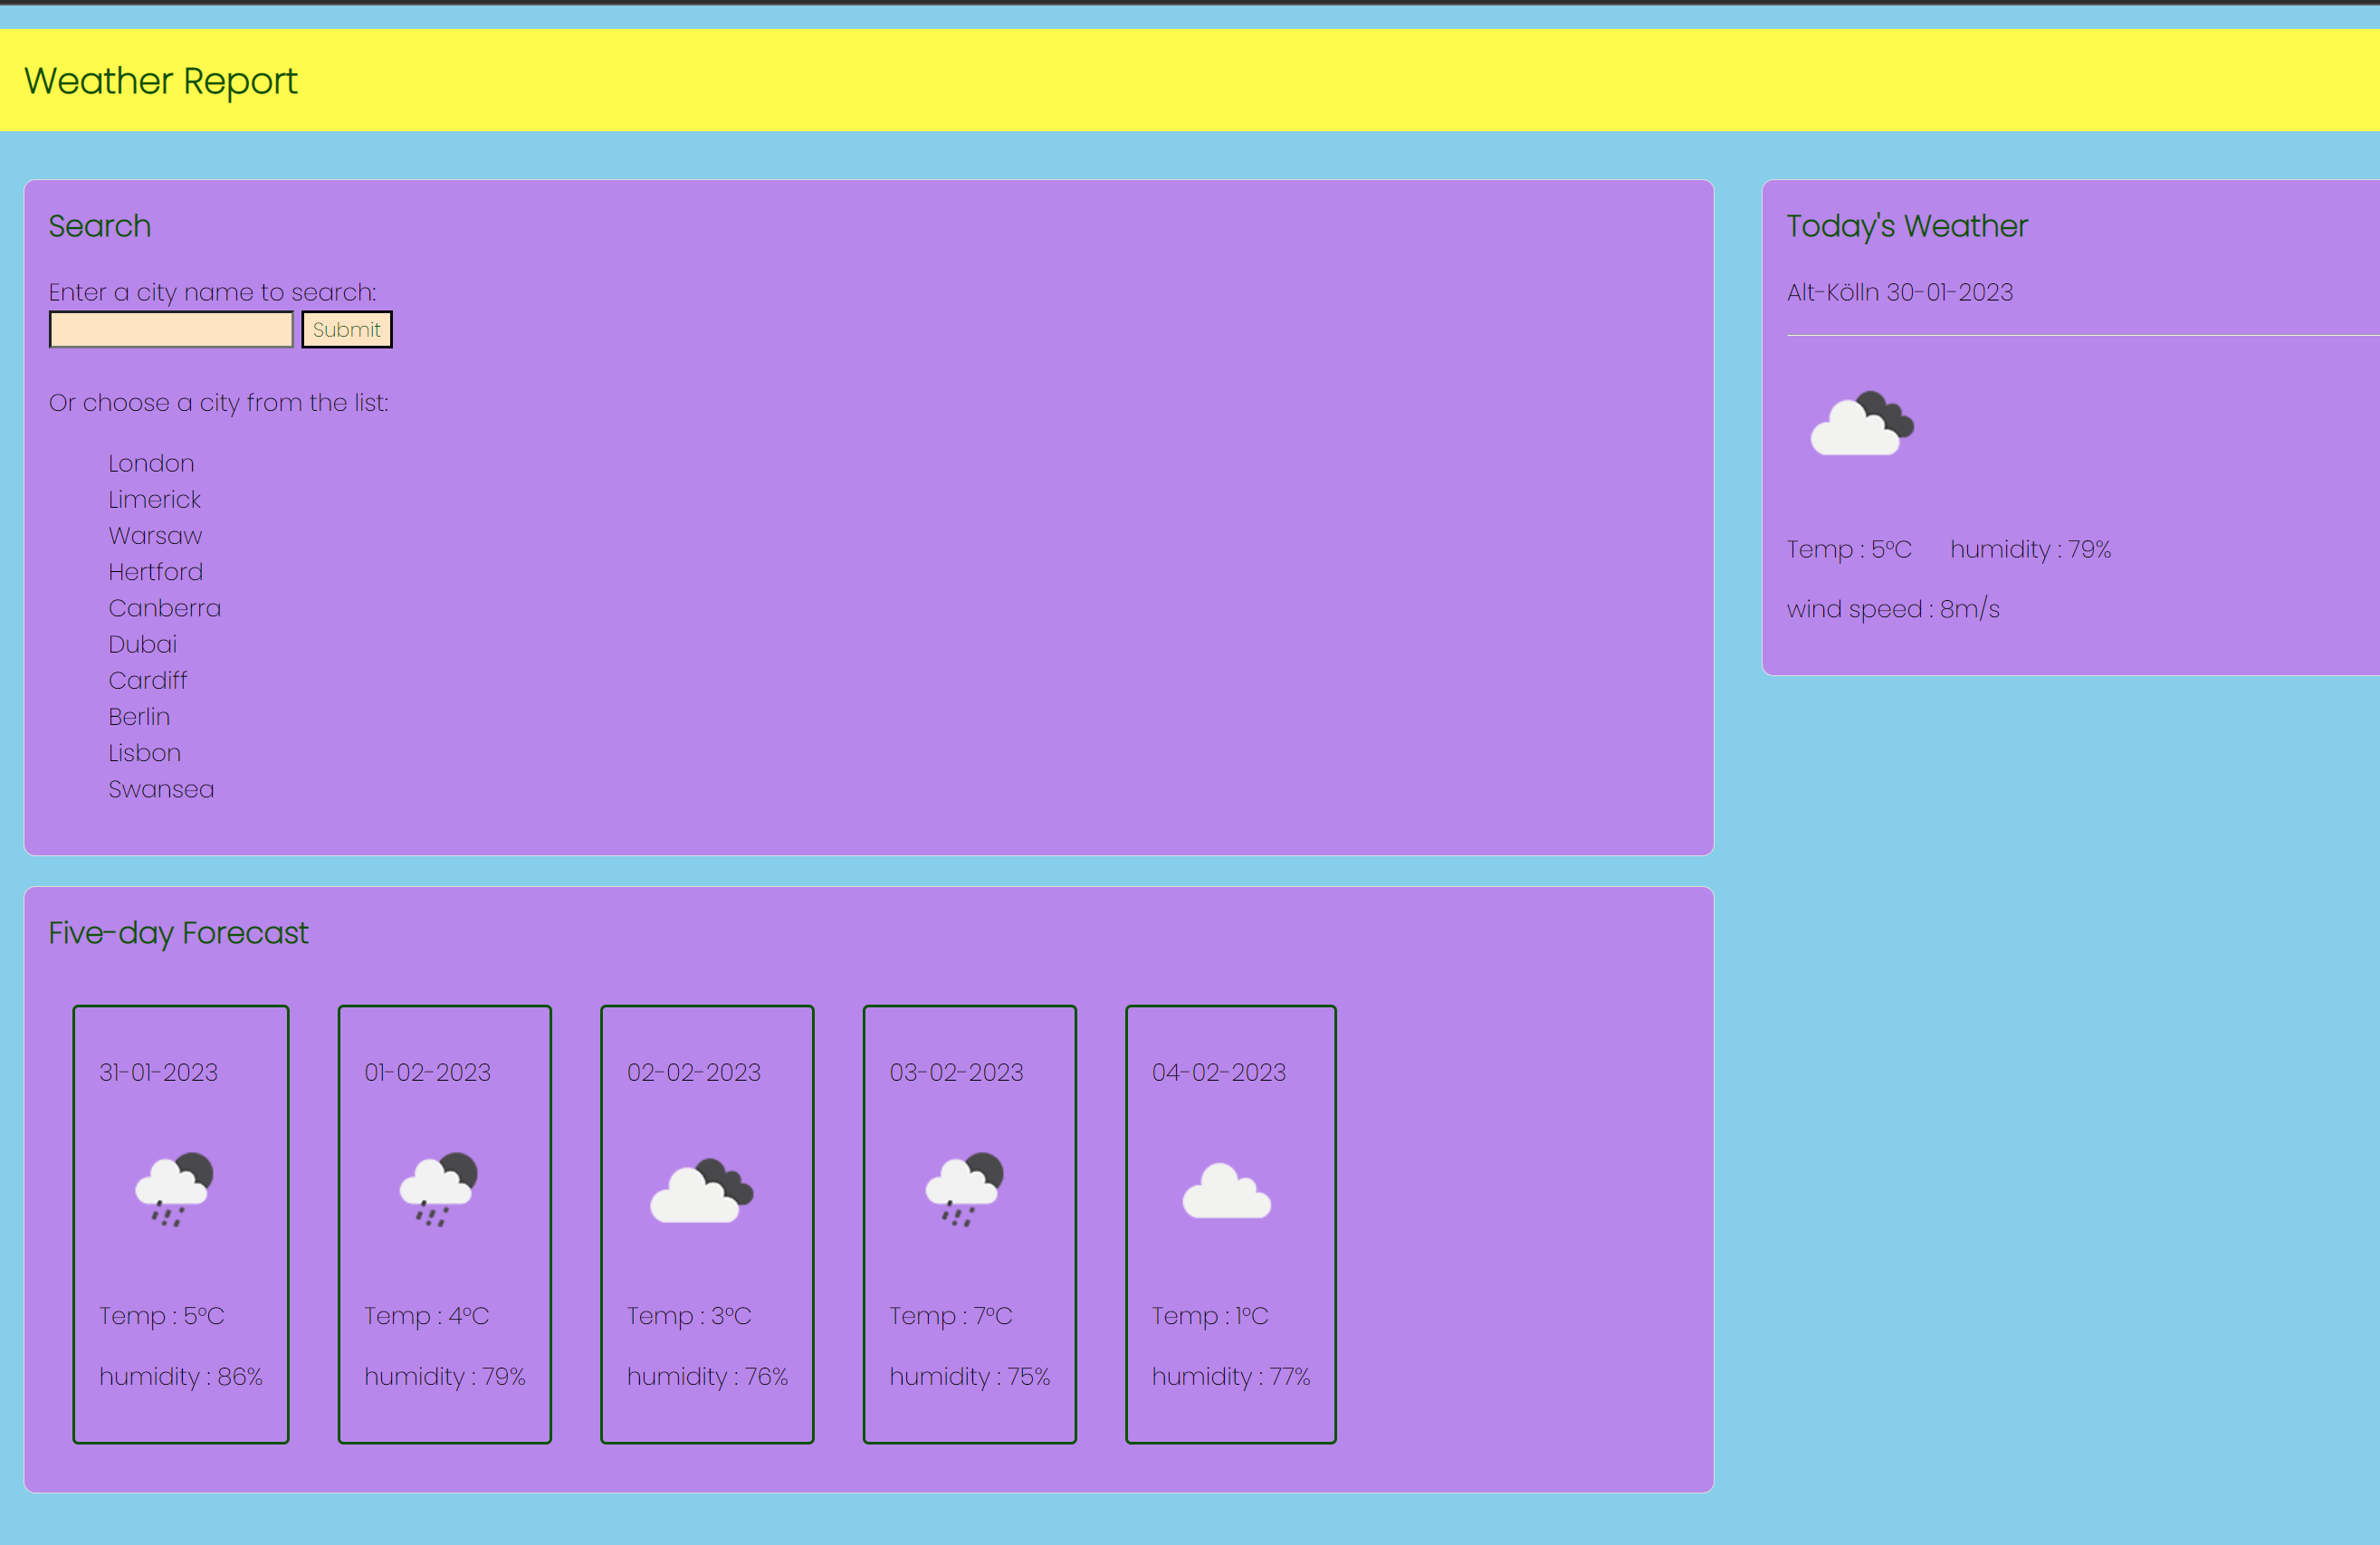 Weather Report
Search
Enter a city name to search:
Submit
Or choose a city from the list:
London
Limerick
Warsaw
Hertford
Canberra
Dubai
Cardiff
Berlin
Lisbon
Swansea
Today's Weather
Alt-Kölln 30-01-2023
Temp : 5°C humidity : 79%
wind speed : 8m/s
Five-day Forecast
31-01-2023
Temp : 5°C
humidity : 86%
01-02-2023
Temp : 4°C
humidity : 79%
02-02-2023
Temp : 3°C
humidity : 76%
03-02-2023
Temp : 7°C
humidity : 75%
04-02-2023
Temp : 1°C
humidity : 77%